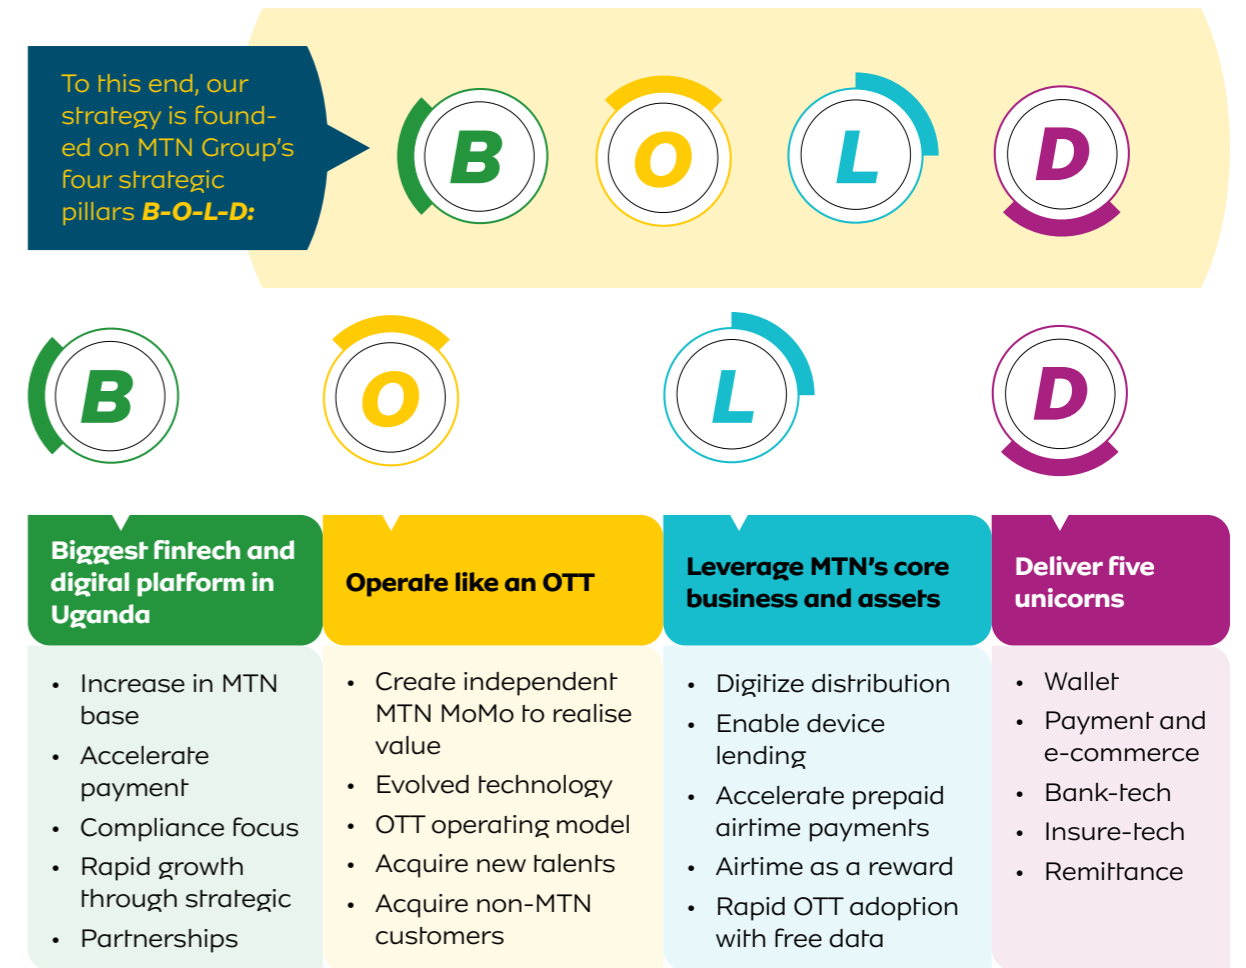 To this end, our
strategy is found-
ed on MTN Group's
four strategic
pillars B-O-L-D:
B
O
L
D
B
O
L
D
Biggest fintech and
digital platform in
Uganda
• Increase in MTN
base
• Accelerate
payment
• Compliance focus
• Rapid growth
through strategic
• Partnerships
Operate like an OTT
• Create independent
MTN MoMo to realise
value
• Evolved technology
• OTT operating model
• Acquire new talents
• Acquire non-MTN
customers
Leverage MTN's core
business and assets
• Digitize distribution
• Enable device
lending
• Accelerate prepaid
airtime payments
• Airtime as a reward
• Rapid OTT adoption
with free data
Deliver five
unicorns
• Wallet
• Payment and
e-commerce
• Bank-tech
• Insure-tech
• Remittance